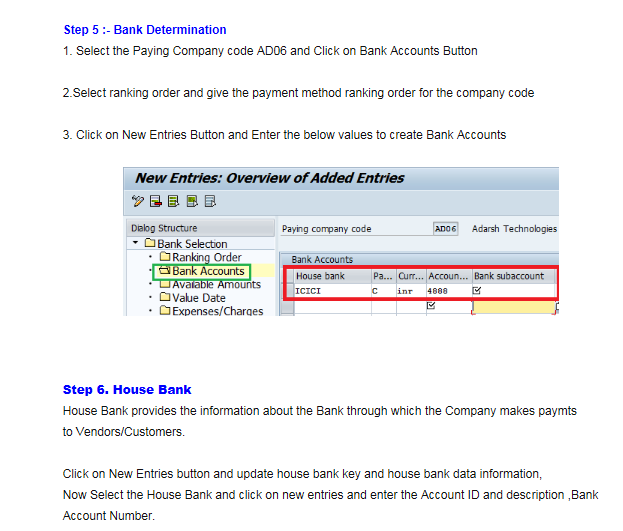 Step 5 :- Bank Determination
1. Select the Paying Company code AD06 and Click on Bank Accounts Button
2.Select ranking order and give the payment method ranking order for the company code
3. Click on New Entries Button and Enter the below values to create Bank Accounts
New Entries: Overview of Added Entries
Dialog Structure
Bank Selection
Ranking Order
Bank Accounts
Available Amounts
Value Date
Expenses/Charges
Paying company code AD06 Adarsh Technologies
Bank Accounts
House bank Pa... Curr... Accoun... Bank subaccount
ICICI C inr 4888
Step 6. House Bank
House Bank provides the information about the Bank through which the Company makes paymts
to Vendors/Customers.
Click on New Entries button and update house bank key and house bank data information,
Now Select the House Bank and click on new entries and enter the Account ID and description ,Bank
Account Number.